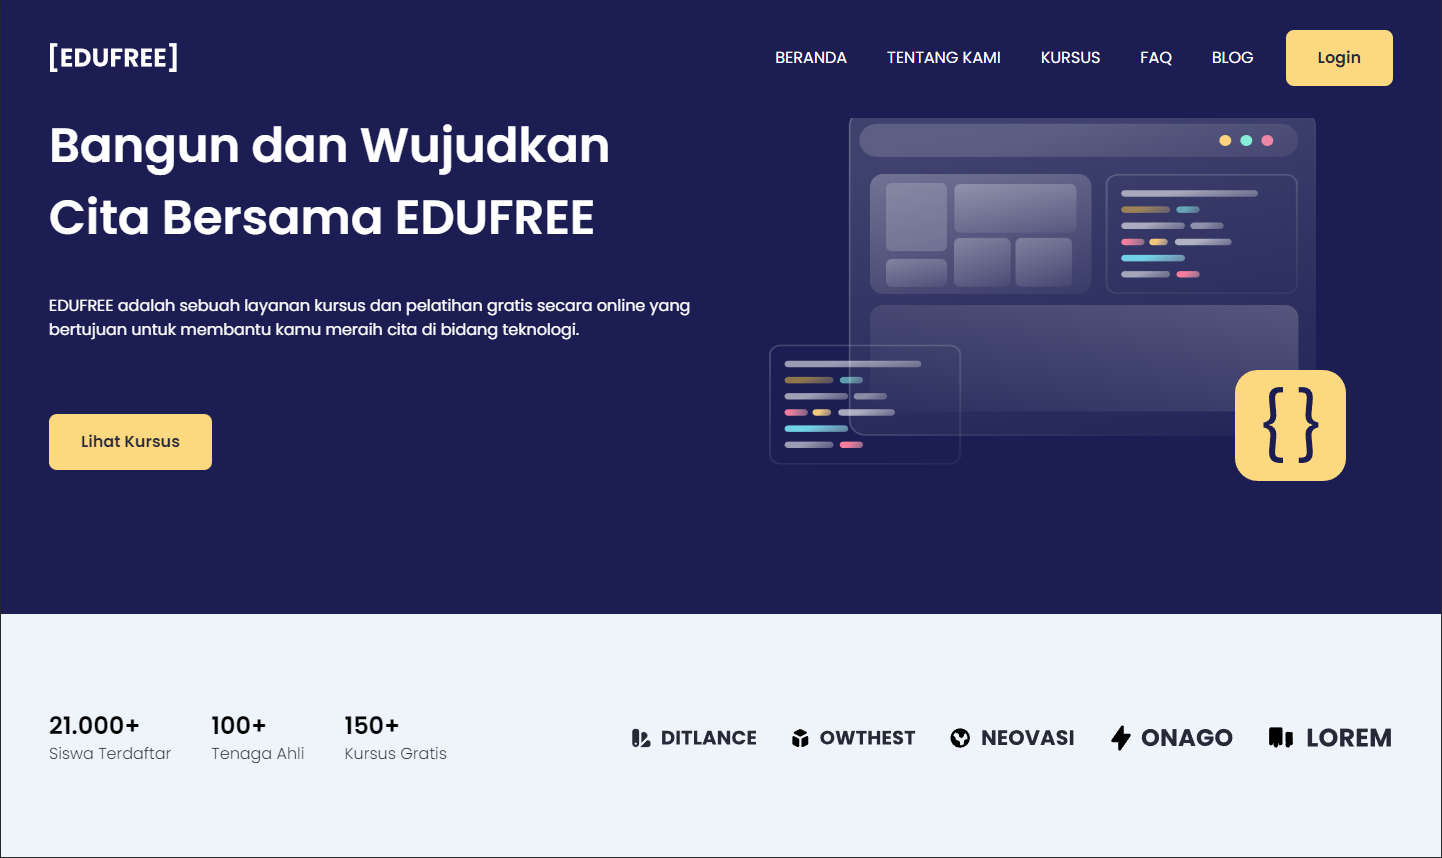 [EDUFREE]
BERANDA TENTANG KAMI KURSUS FAQ BLOG Login
Bangun dan Wujudkan
Cita Bersama EDUFREE
EDUFREE adalah sebuah layanan kursus dan pelatihan gratis secara online yang
bertujuan untuk membantu kamu meraih cita di bidang teknologi.
Lihat Kursus
{ }
21.000+ 100+ 150+
Siswa Terdaftar Tenaga Ahli Kursus Gratis
DITLANCE OWTHEST NEOVASI ONAGO LOREM